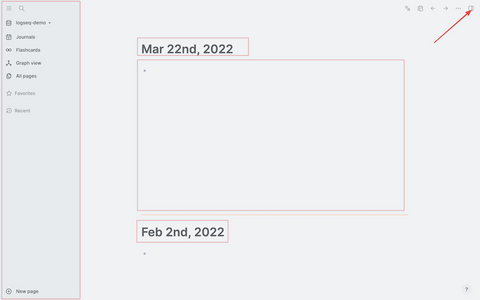 logseq-demo
Journals
Flashcards
Graph view
All pages
Favorites
Recent
New page
Mar 22nd, 2022
Feb 2nd, 2022
?